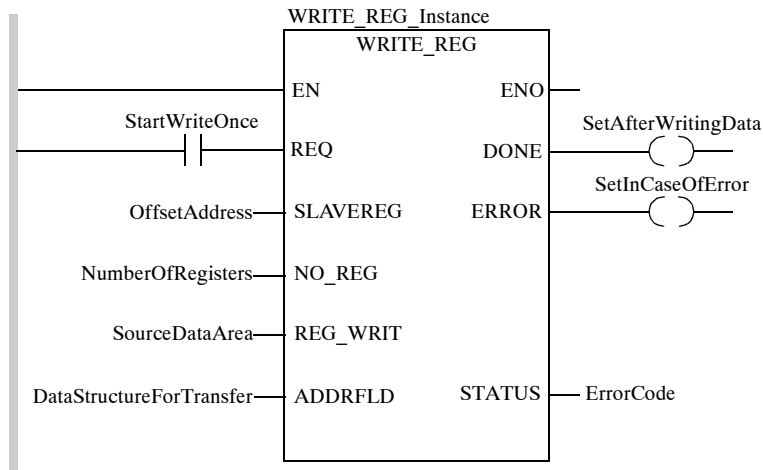 WRITE_REG_Instance
WRITE_REG
EN ENO
StartWriteOnce SetAfterWritingData
REQ DONE
SetInCaseOfError
OffsetAddress SLAVEREG ERROR
NumberOfRegisters NO_REG
SourceDataArea REG_WRIT
DataStructureForTransfer ADDRFLD STATUS ErrorCode